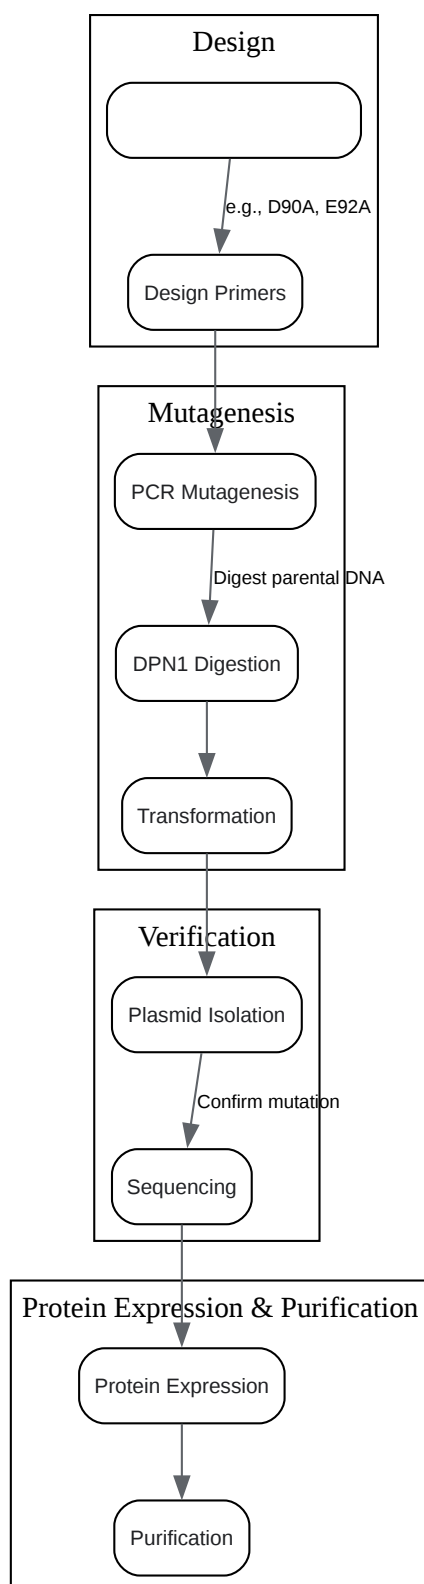 Design
e.g., D90A, E92A
Design Primers
Mutagenesis
PCR Mutagenesis
Digest parental DNA
DPN1 Digestion
Transformation
Verification
Plasmid Isolation
Confirm mutation
Sequencing
Protein Expression & Purification
Protein Expression
Purification